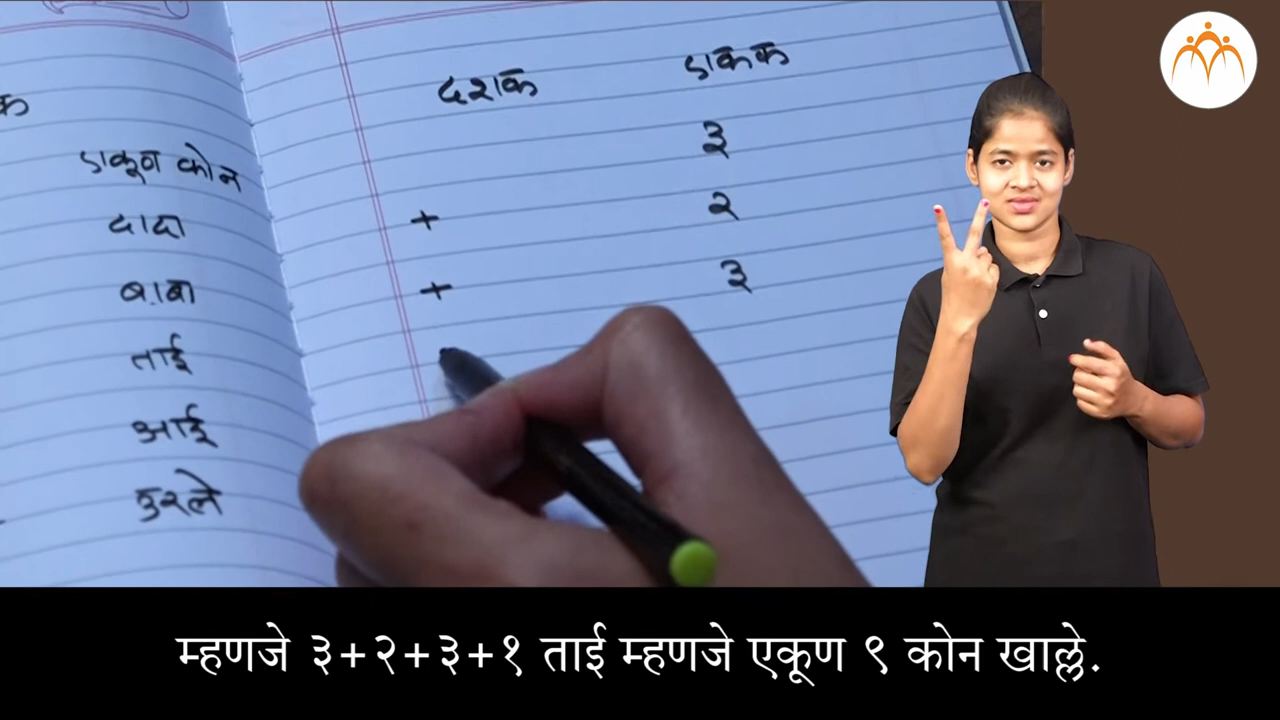 क
एकूण कोन
दादा
बाबा
ताई
आई
उरले
दशक एकक
३
+ २
+ ३
म्हणजे ३+२+३+१ ताई म्हणजे एकूण ९ कोन खाल्ले.